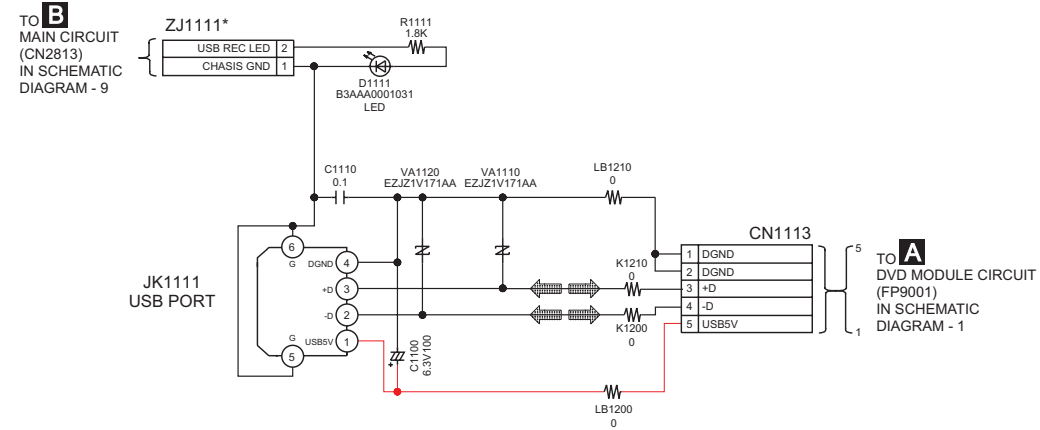 TO B
MAIN CIRCUIT
(CN2813)
IN SCHEMATIC
DIAGRAM - 9
ZJ1111*
USB REC LED 2
CHASIS GND 1
R1111
1.8K
D1111
B3AAA0001031
LED
C1110
0.1
VA1120
EZJZ1V171AA
VA1110
EZJZ1V171AA
LB1210
0
JK1111
USB PORT
6
G
DGND 4
+D 3
-D 2
USB5V 1
G
5
C1100
6.3V100
K1210
0
K1200
0
LB1200
0
CN1113
1 DGND
2 DGND
3 +D
4 -D
5 USB5V
5
1
TO A
DVD MODULE CIRCUIT
(FP9001)
IN SCHEMATIC
DIAGRAM - 1